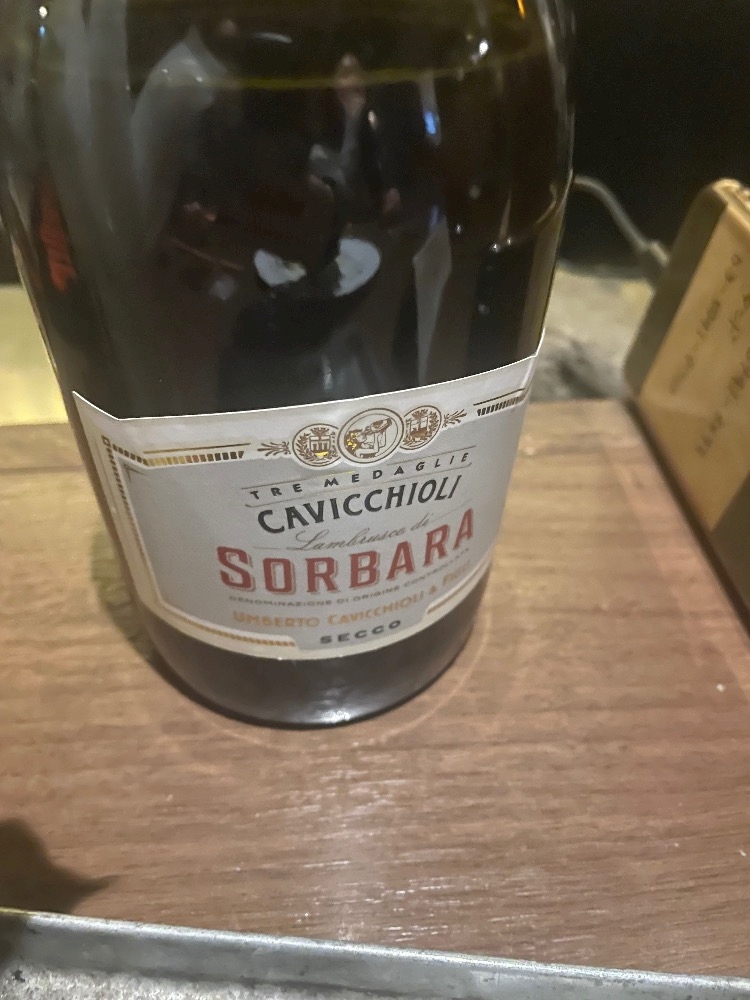 TRE MEDAGLIE
CAVICCHIOLI
Lambrusco di
SORBARA
DENOMINAZIONE DI ORIGINE CONTROLLATA
UMBERTO CAVICCHIOLI & FIGLI
SECCO